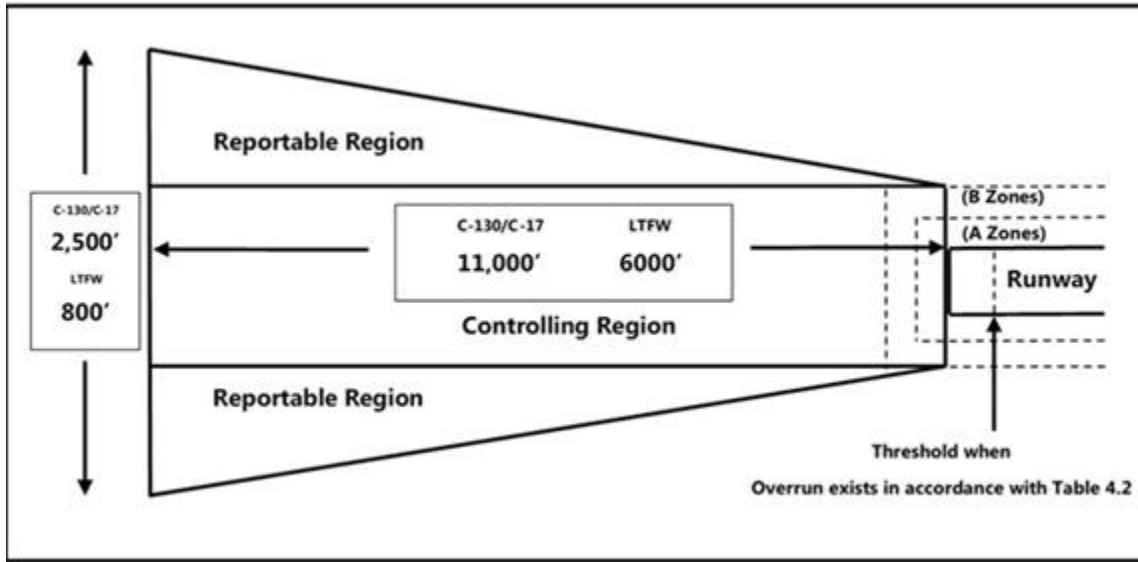 Reportable Region
C-130/C-17
2,500′
LTFW
800′
C-130/C-17 LTFW
11,000′ 6000′
Controlling Region
(B Zones)
(A Zones)
Runway
Reportable Region
Threshold when
Overrun exists in accordance with Table 4.2